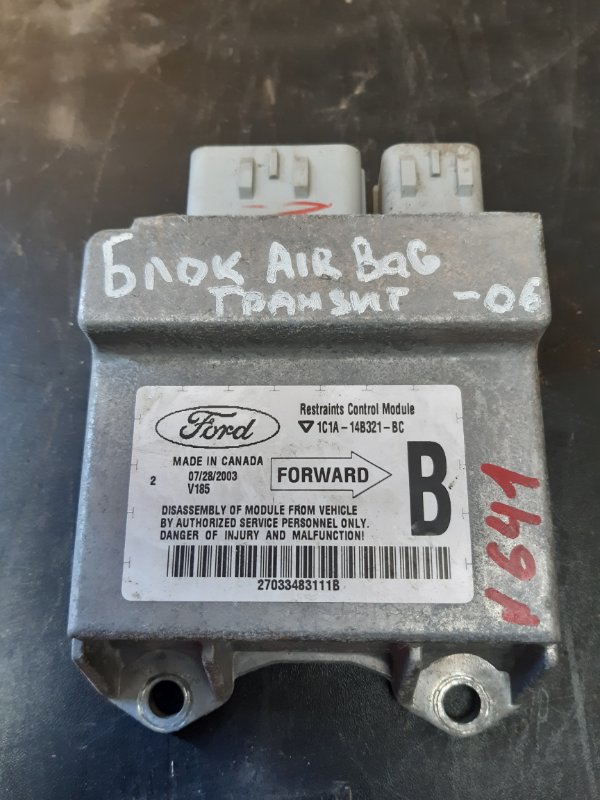 Блок AIR BaG
Транзит -06
Ford
Restraints Control Module
1C1A-14B321-BC
MADE IN CANADA
2 07/28/2003
V185
FORWARD
B
DISASSEMBLY OF MODULE FROM VEHICLE
BY AUTHORIZED SERVICE PERSONNEL ONLY.
DANGER OF INJURY AND MALFUNCTION!
27033483111B
v641